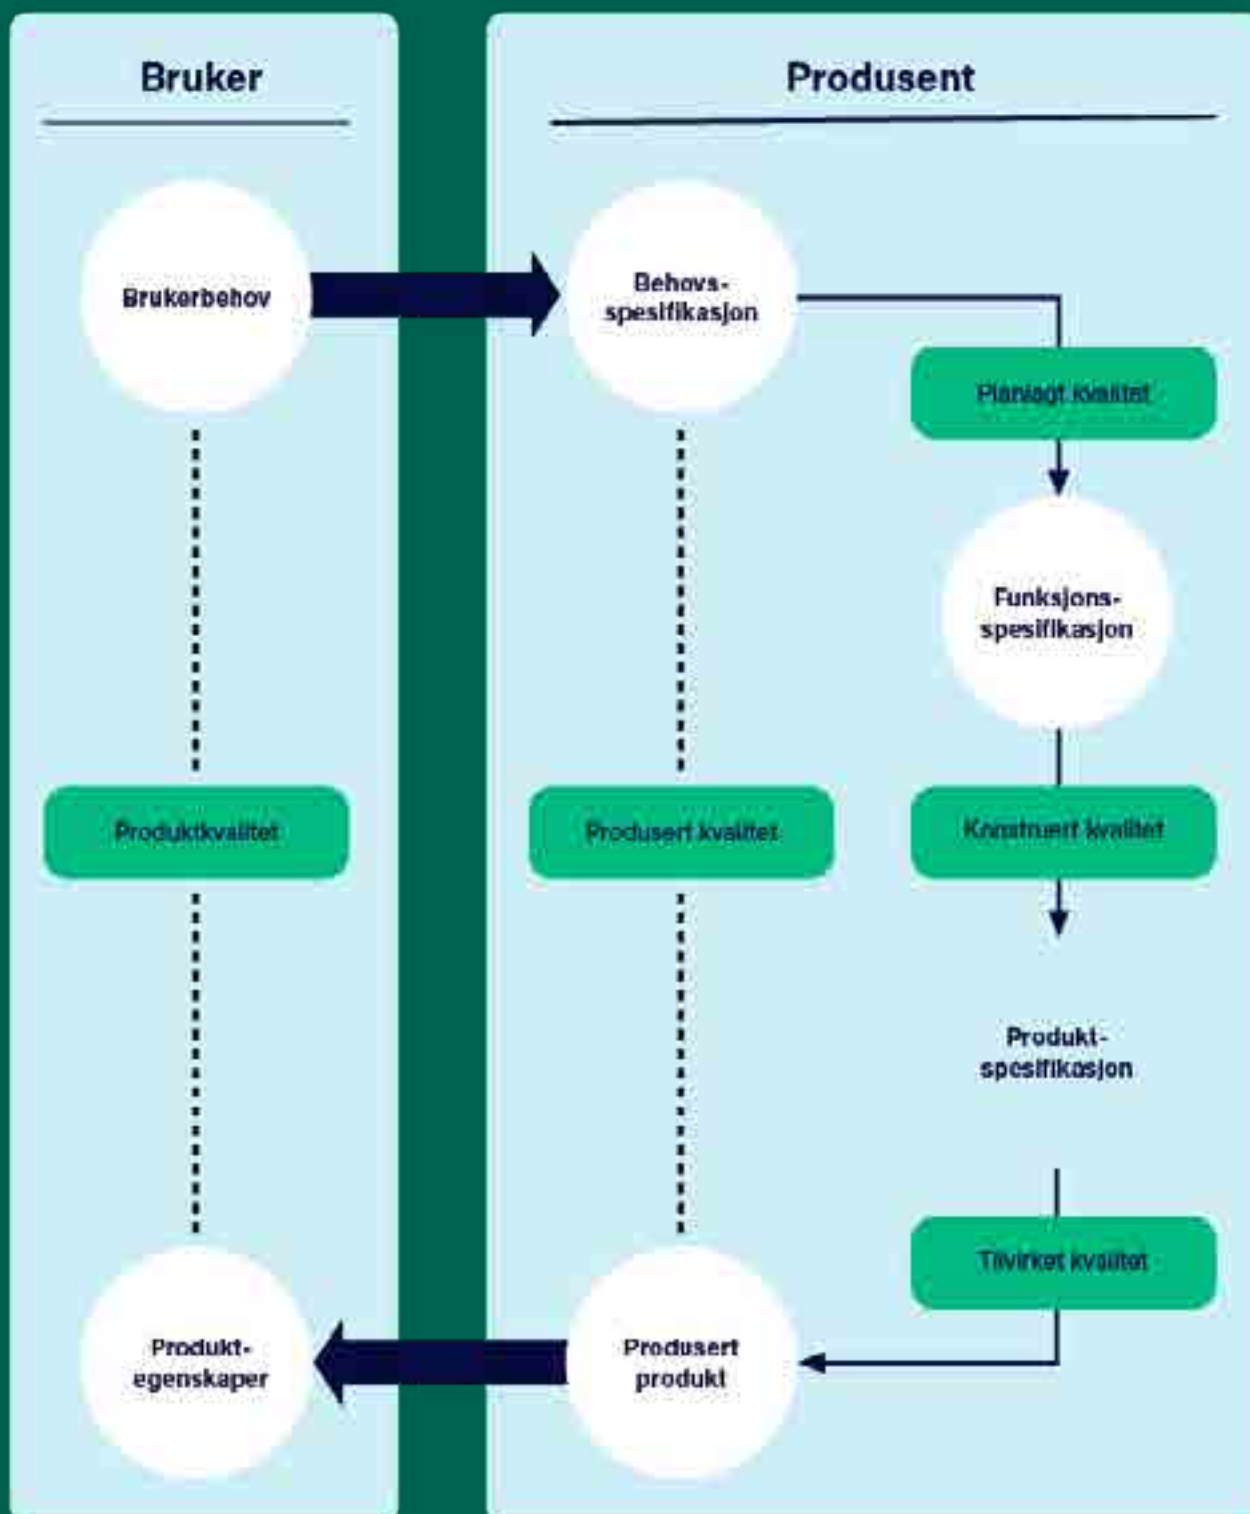 Bruker
Produsent
Brukerbehov
Behovs-
spesifikasjon
Planlagt kvalitet
Funksjons-
spesifikasjon
Produktkvalitet
Produsert kvalitet
Konstruert kvalitet
Produkt-
spesifikasjon
Tilvirket kvalitet
Produkt-
egenskaper
Produsert
produkt